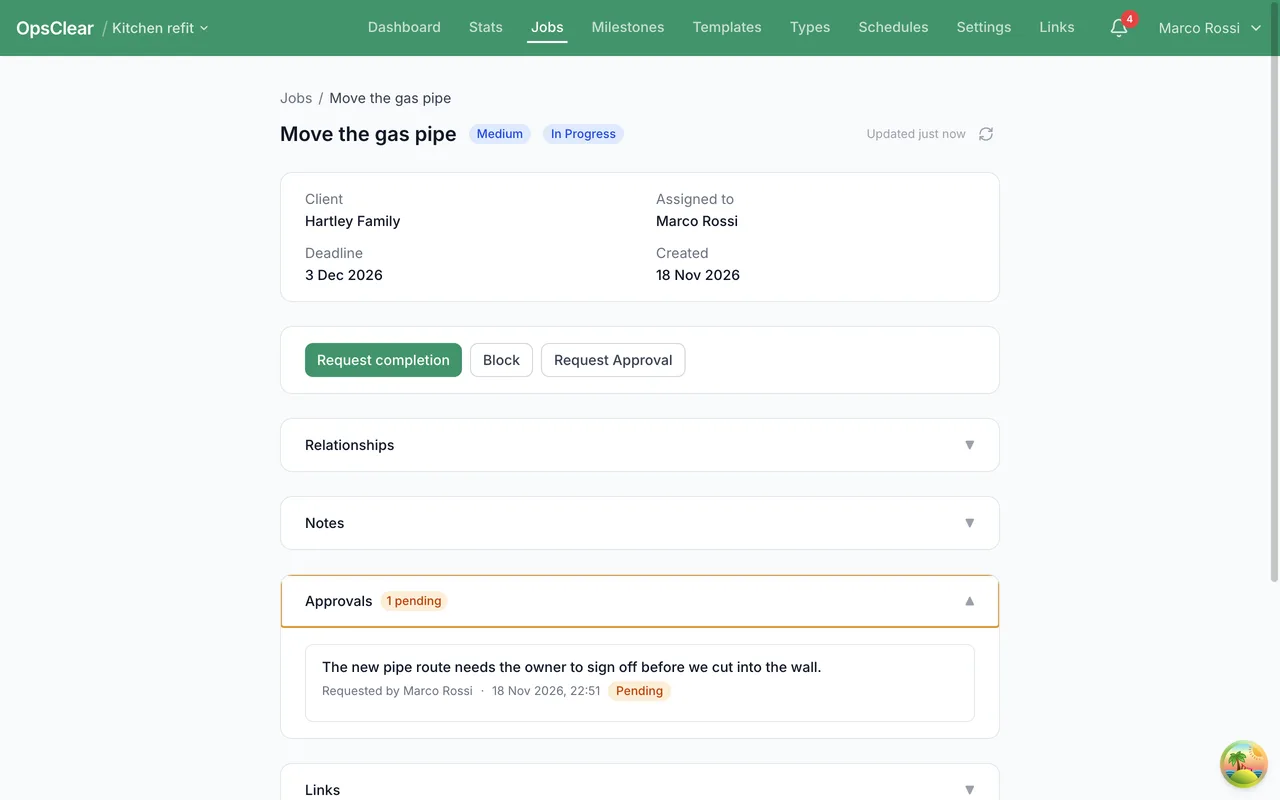 OpsClear / Kitchen refit Dashboard Stats Jobs Milestones Templates Types Schedules Settings Links 4 Marco Rossi
Jobs / Move the gas pipe
Move the gas pipe Medium In Progress Updated just now
Client Assigned to
Hartley Family Marco Rossi
Deadline Created
3 Dec 2026 18 Nov 2026
Request completion Block Request Approval
Relationships ▼
Notes ▼
Approvals 1 pending ▲
The new pipe route needs the owner to sign off before we cut into the wall.
Requested by Marco Rossi · 18 Nov 2026, 22:51 Pending
Links ▼